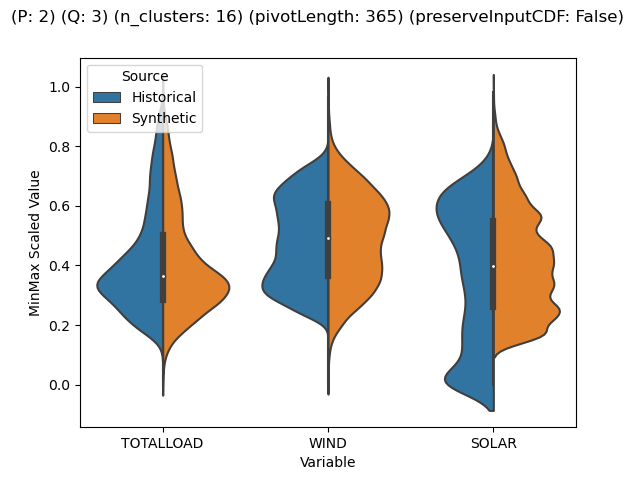 (P: 2) (Q: 3) (n_clusters: 16) (pivotLength: 365) (preserveInputCDF: False)
Source
Historical
Synthetic
MinMax Scaled Value
1.0
0.8
0.6
0.4
0.2
0.0
TOTALLOAD WIND SOLAR
Variable